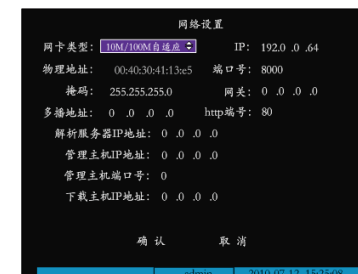 网络设置
网卡类型: 10M/100M自适应 IP: 192.0 .0 .64
物理地址: 00:40:30:41:13:e5 端口号: 8000
掩码: 255.255.255.0 网关: 0 .0 .0 .0
多播地址: 0 .0 .0 .0 http端号: 80
解析服务器IP地址: 0 .0 .0 .0
管理主机IP地址: 0 .0 .0 .0
管理主机端口号: 0
下载主机IP地址: 0 .0 .0 .0
确 认 取 消
admin 2010-07-12 15:25:08